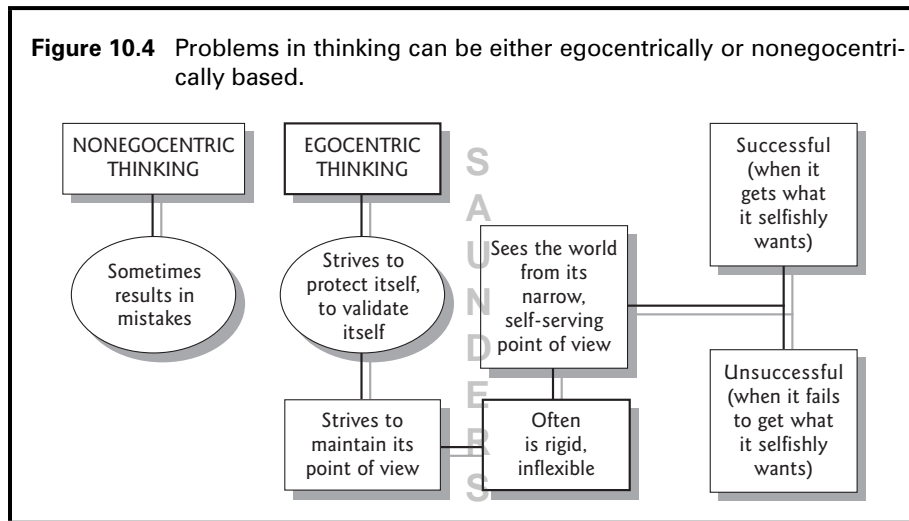 Figure 10.4 Problems in thinking can be either egocentrically or nonegocentri-
cally based.
NONEGOCENTRIC
THINKING
Sometimes
results in
mistakes
EGOCENTRIC
THINKING
Strives to
protect itself,
to validate
itself
Strives to
maintain its
point of view
Often
is rigid,
inflexible
Sees the world
from its
narrow,
self-serving
point of view
Successful
(when it
gets what
it selfishly
wants)
Unsuccessful
(when it fails
to get what
it selfishly
wants)
S
A
U
N
D
E
R
S